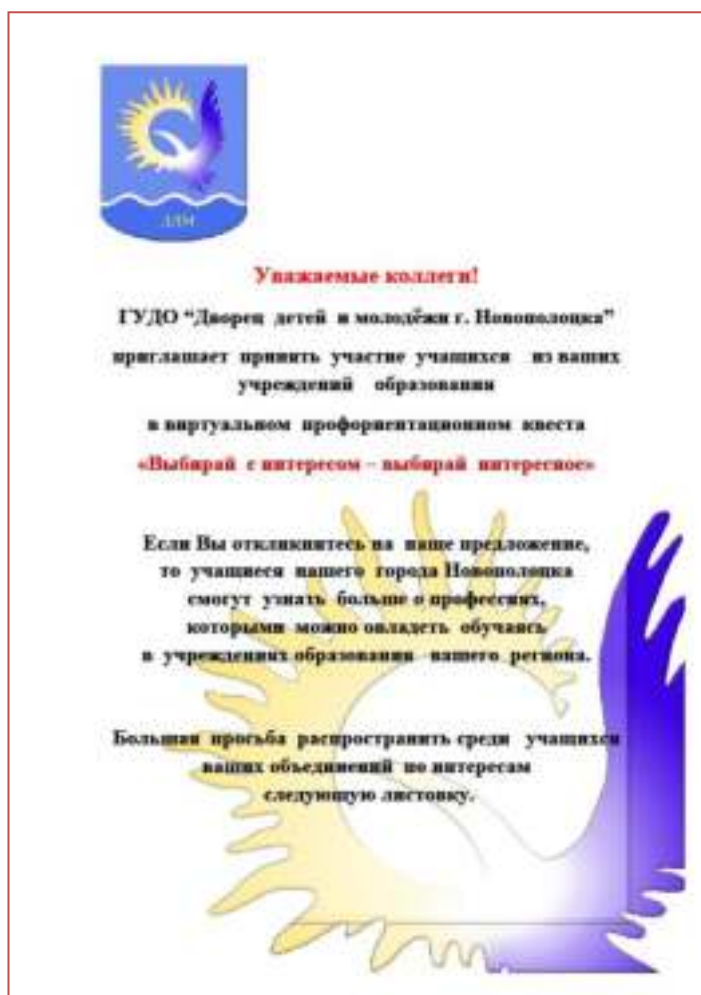 ДДМ
Уважаемые коллеги!
ГУДО “Дворец детей и молодёжи г. Новополоцка”
приглашает принять участие учащихся из ваших
учреждений образования
в виртуальном профориентационном квеста
«Выбирай с интересом – выбирай интересное»
Если Вы откликнитесь на наше предложение,
то учащиеся нашего города Новополоцка
смогут узнать больше о профессиях,
которыми можно овладеть обучаясь
в учреждениях образования вашего региона.
Большая просьба распространить среди учащихся
ваших объединений по интересам
следующую листовку.